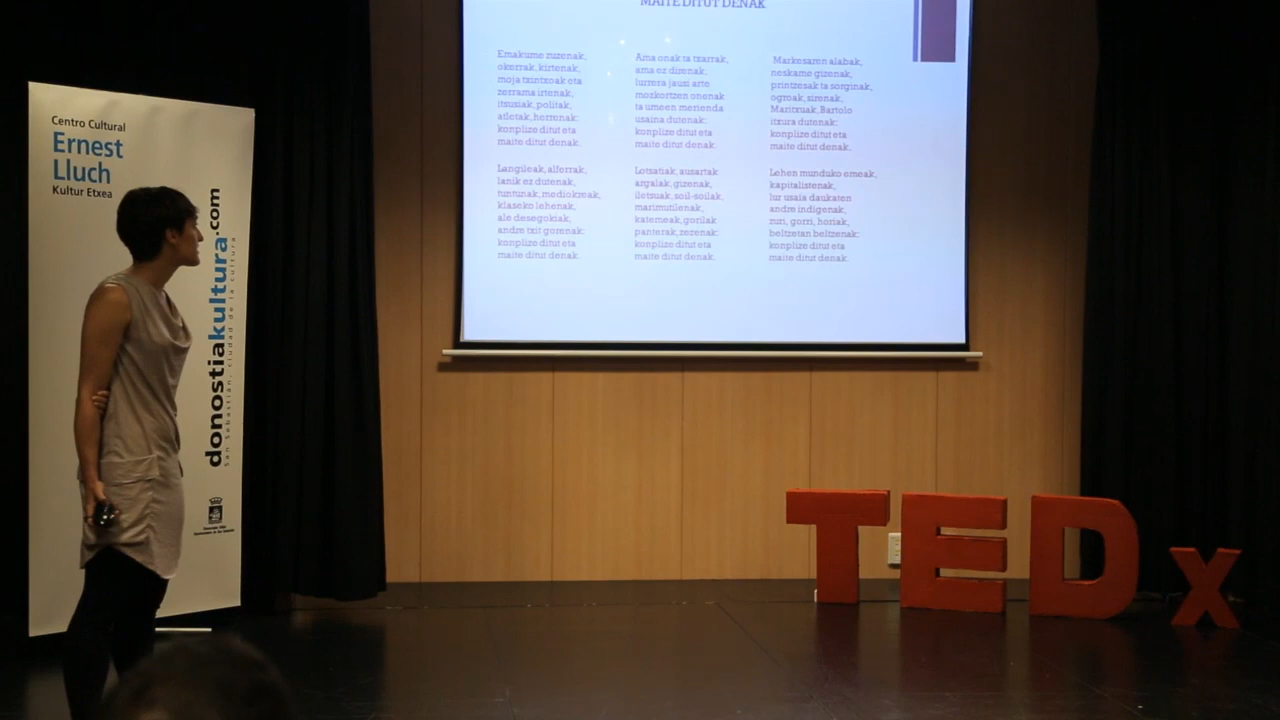 MAITE DITUT DENAK
Emakume zuzenak,
okerrak, kirtenak,
moja txintxoak eta
zerrama irtenak,
itsusiak, politak,
atletak, herrenak:
konplize ditut eta
maite ditut denak.
Langileak, alferrak,
lanik ez dutenak,
tuntunak, mediokreak,
klaseko lehenak,
ale desegokiak,
andre txit gorenak:
konplize ditut eta
maite ditut denak.
Ama onak ta txarrak,
ama ez direnak,
lurrera jausi arte
mozkortzen onenak
ta umeen merienda
usaina dutenak:
konplize ditut eta
maite ditut denak.
Lotsatiak, ausartak
argalak, gizenak,
iletsuak, soil-soilak,
marimutilenak,
katemeak, gorilak
panterak, zezenak:
konplize ditut eta
maite ditut denak.
Markesaren alabak,
neskame gizenak,
printzesak ta sorginak,
ogroak, sirenak,
Maritxuak, Bartolo
itxura dutenak:
konplize ditut eta
maite ditut denak.
Lehen munduko emeak,
kapitalistenak,
lur usaia daukaten
andre indigenak,
zuri, gorri, horiak,
beltzetan beltzenak:
konplize ditut eta
maite ditut denak.
Centro Cultural
Ernest
Lluch
Kultur Etxea
donostiakultura.com
San Sebastián, ciudad de la cultura
TEDx